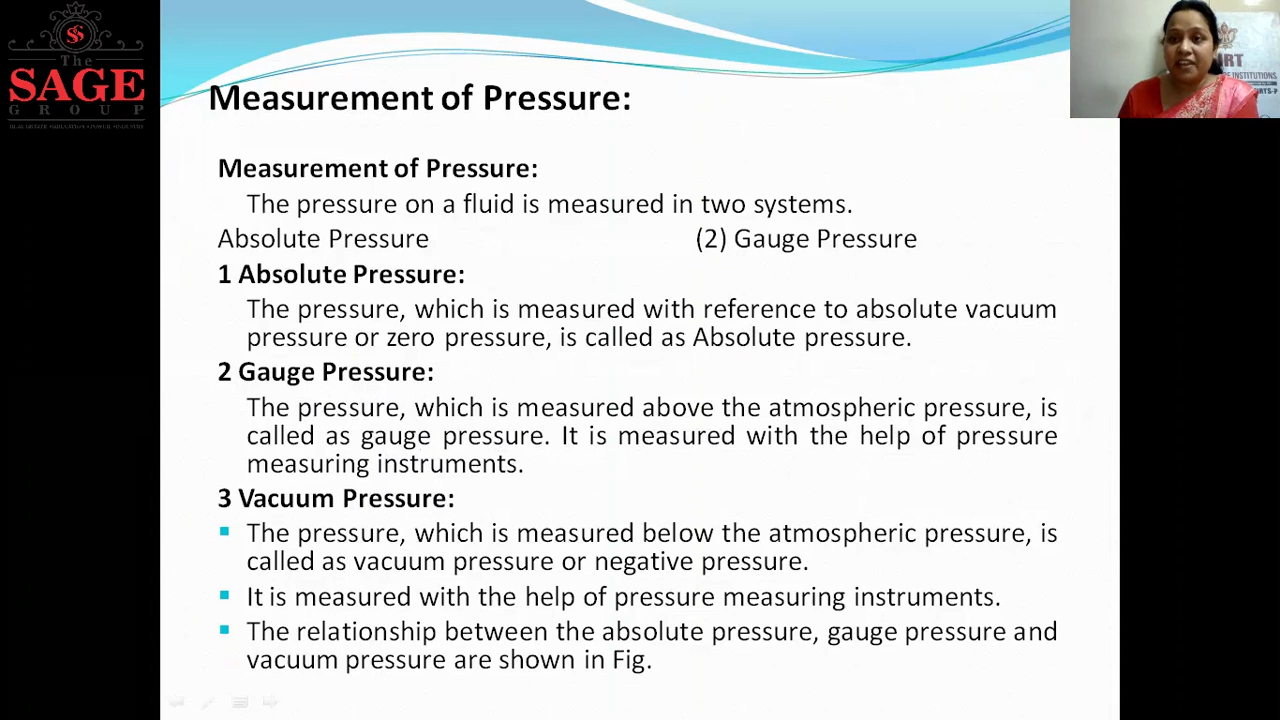 The
SAGE
GROUP
Measurement of Pressure:
Measurement of Pressure:
The pressure on a fluid is measured in two systems.
Absolute Pressure (2) Gauge Pressure
1 Absolute Pressure:
The pressure, which is measured with reference to absolute vacuum
pressure or zero pressure, is called as Absolute pressure.
2 Gauge Pressure:
The pressure, which is measured above the atmospheric pressure, is
called as gauge pressure. It is measured with the help of pressure
measuring instruments.
3 Vacuum Pressure:
The pressure, which is measured below the atmospheric pressure, is
called as vacuum pressure or negative pressure.
It is measured with the help of pressure measuring instruments.
The relationship between the absolute pressure, gauge pressure and
vacuum pressure are shown in Fig.